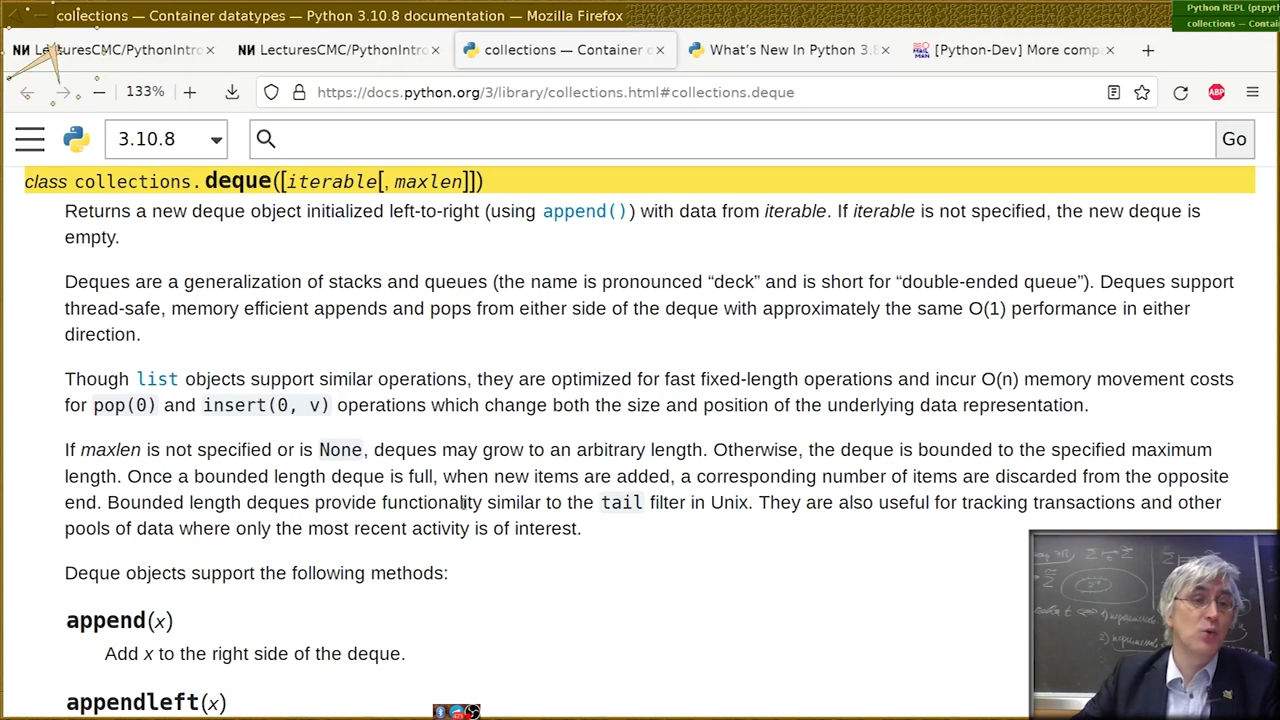 collections — Container datatypes — Python 3.10.8 documentation — Mozilla Firefox
Python REPL (ptpyt
collections — Contain
LecturesCMC/PythonIntro
LecturesCMC/PythonIntro
collections — Container d
What's New In Python 3.8
[Python-Dev] More comp
133%
https://docs.python.org/3/library/collections.html#collections.deque
ABP
3.10.8
Go
class collections.deque([iterable[, maxlen]])
Returns a new deque object initialized left-to-right (using append()) with data from iterable. If iterable is not specified, the new deque is
empty.
Deques are a generalization of stacks and queues (the name is pronounced “deck” and is short for “double-ended queue”). Deques support
thread-safe, memory efficient appends and pops from either side of the deque with approximately the same O(1) performance in either
direction.
Though list objects support similar operations, they are optimized for fast fixed-length operations and incur O(n) memory movement costs
for pop(0) and insert(0, v) operations which change both the size and position of the underlying data representation.
If maxlen is not specified or is None, deques may grow to an arbitrary length. Otherwise, the deque is bounded to the specified maximum
length. Once a bounded length deque is full, when new items are added, a corresponding number of items are discarded from the opposite
end. Bounded length deques provide functionality similar to the tail filter in Unix. They are also useful for tracking transactions and other
pools of data where only the most recent activity is of interest.
Deque objects support the following methods:
append(x)
Add x to the right side of the deque.
appendleft(x)